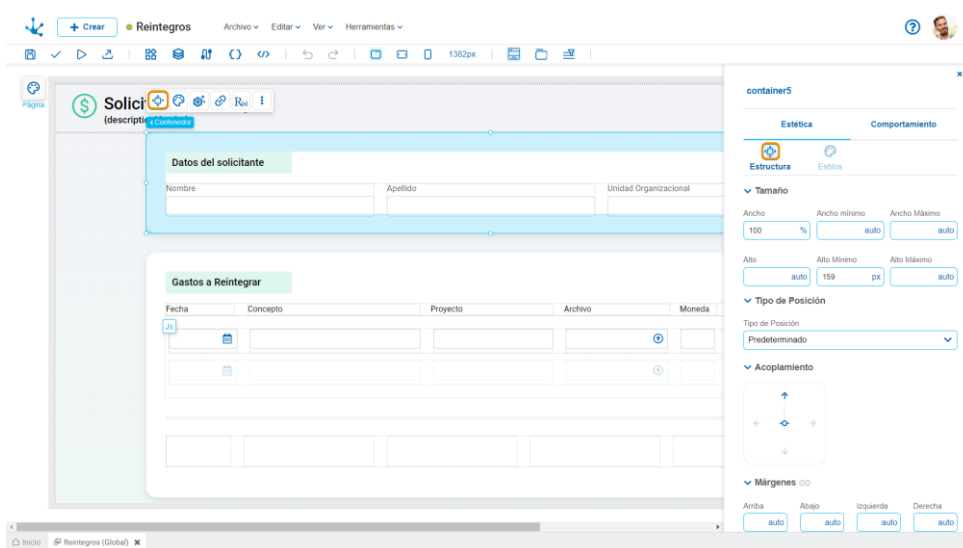 + Crear
Reintegros
Archivo
Editar
Ver
Herramientas
1382px
Página
Solici
R(x)
{descripti
< Contenedor
Datos del solicitante
Nombre
Apellido
Unidad Organizacional
Gastos a Reintegrar
Fecha
Concepto
Proyecto
Archivo
Moneda
Js
container5
Estética
Comportamiento
Estructura
Estilos
Tamaño
Ancho
Ancho mínimo
Ancho Máximo
100 %
auto
auto
Alto
Alto Mínimo
Alto Máximo
auto
159 px
auto
Tipo de Posición
Tipo de Posición
Predeterminado
Acoplamiento
Márgenes
Arriba
Abajo
Izquierda
Derecha
auto
auto
auto
auto
Inicio
Reintegros (Global)